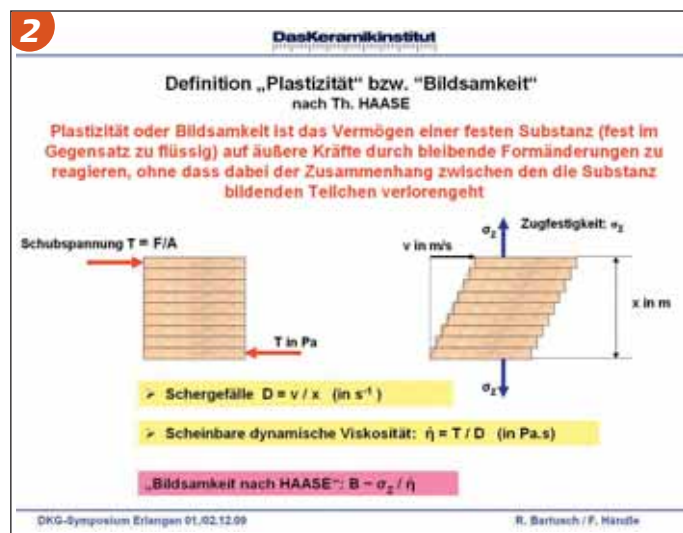 2
DasKeramikinstitut
Definition „Plastizität“ bzw. “Bildsamkeit“
nach Th. HAASE
Plastizität oder Bildsamkeit ist das Vermögen einer festen Substanz (fest im
Gegensatz zu flüssig) auf äußere Kräfte durch bleibende Formänderungen zu
reagieren, ohne dass dabei der Zusammenhang zwischen den die Substanz
bildenden Teilchen verlorengeht
Schubspannung T = F/A
T in Pa
σz
Zugfestigkeit: σz
v in m/s
x in m
σz
➢ Schergefälle D = v / x (in s⁻¹)
➢ Scheinbare dynamische Viskosität: η̇ = T / D (in Pa.s)
„Bildsamkeit nach HAASE“: B ~ σz / η̇
DKG-Symposium Erlangen 01./02.12.09
R. Bartusch / F. Händle